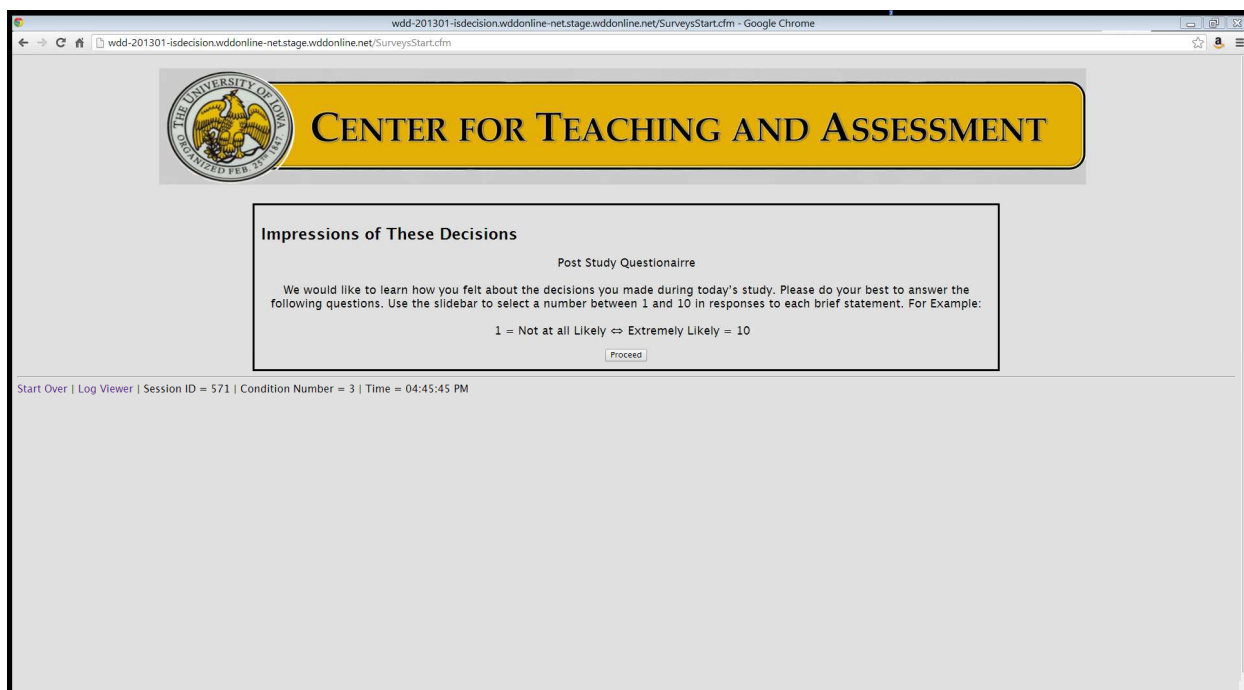 wdd-201301-isdecision.wddonline-net.stage.wddonline.net/SurveysStart.cfm - Google Chrome
wdd-201301-isdecision.wddonline-net.stage.wddonline.net/SurveysStart.cfm
THE UNIVERSITY OF IOWA
ORGANIZED FEB. 25TH 1847.
CENTER FOR TEACHING AND ASSESSMENT
Impressions of These Decisions
Post Study Questionairre
We would like to learn how you felt about the decisions you made during today's study. Please do your best to answer the
following questions. Use the slidebar to select a number between 1 and 10 in responses to each brief statement. For Example:
1 = Not at all Likely ⇔ Extremely Likely = 10
Proceed
Start Over | Log Viewer | Session ID = 571 | Condition Number = 3 | Time = 04:45:45 PM